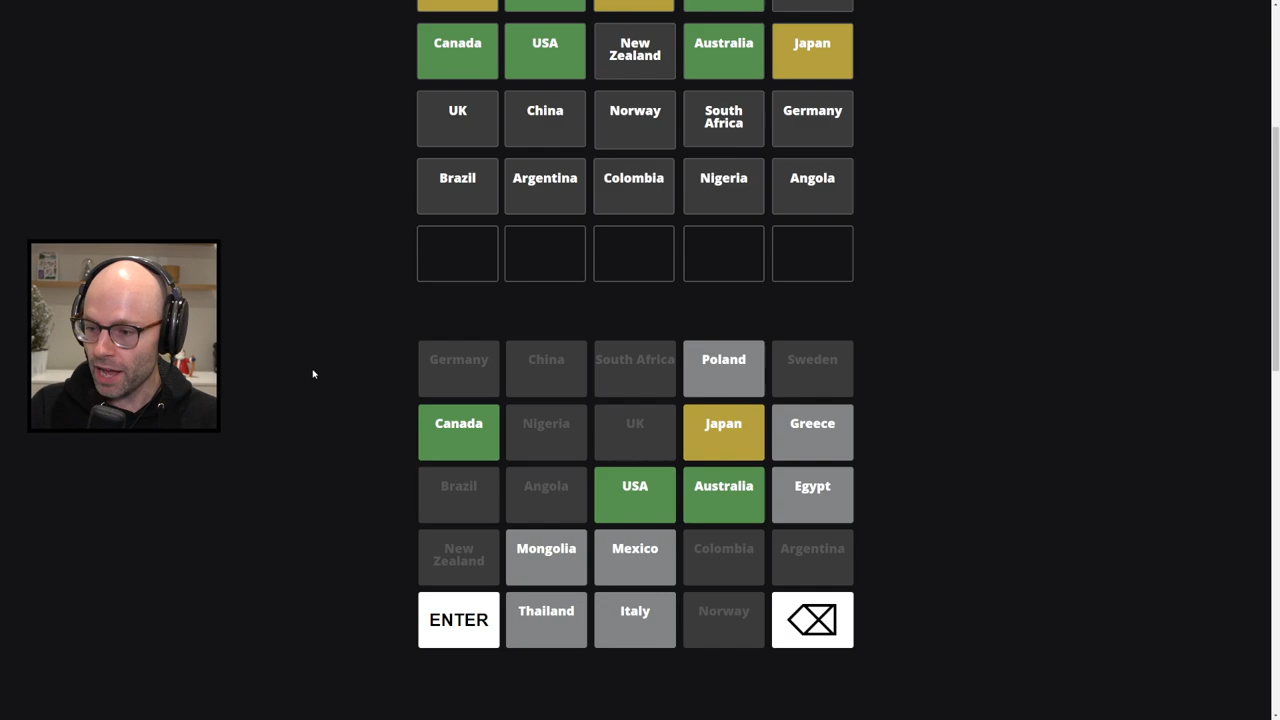 Canada USA New Zealand Australia Japan
UK China Norway South Africa Germany
Brazil Argentina Colombia Nigeria Angola
Germany China South Africa Poland Sweden
Canada Nigeria UK Japan Greece
Brazil Angola USA Australia Egypt
New Zealand Mongolia Mexico Colombia Argentina
ENTER Thailand Italy Norway